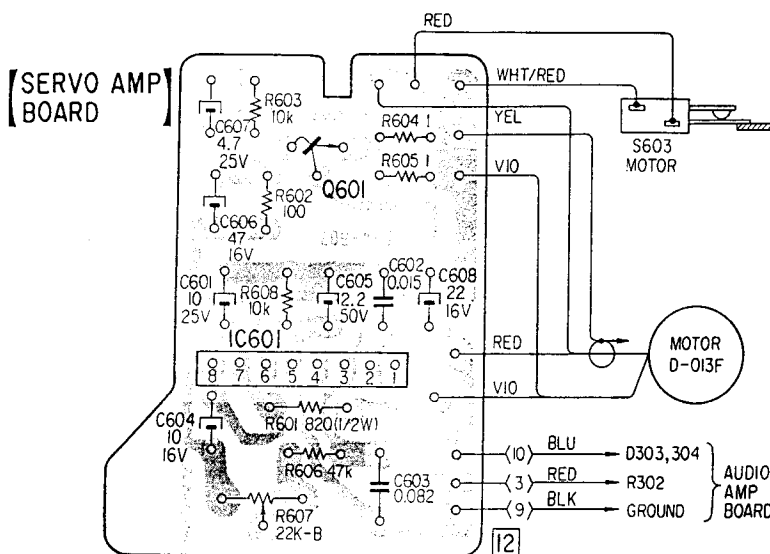 【SERVO AMP BOARD】
RED
WHT/RED
YEL
VIO
S603
MOTOR
C607
4.7
25V
R603
10k
R604 1
R605 1
Q601
C606
47
16V
R602
100
C601
10
25V
R608
10k
C605
2.2
50V
C602
0.015
C608
22
16V
IC601
8 7 6 5 4 3 2 1
RED
VIO
MOTOR
D-013F
C604
10
16V
R601 820(1/2W)
R606 47k
C603
0.082
R607
22K-B
⟨10⟩ BLU D303,304
⟨3⟩ RED R302
⟨9⟩ BLK GROUND
AUDIO
AMP
BOARD
12